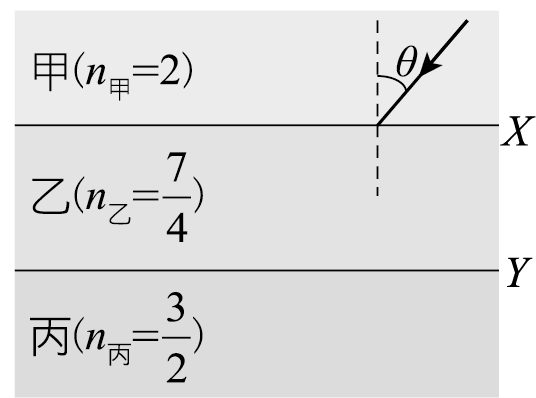 甲(n甲=2)
θ
X
乙(n乙=7/4)
Y
丙(n丙=3/2)